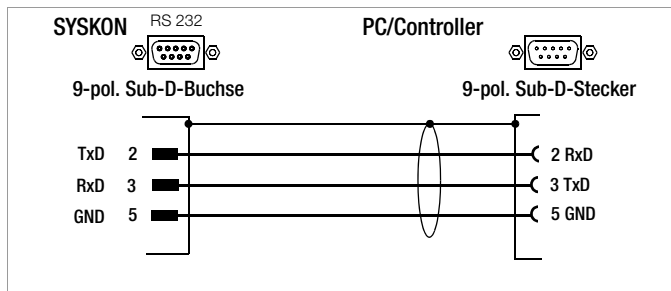 SYSKON RS 232 PC/Controller
9-pol. Sub-D-Buchse 9-pol. Sub-D-Stecker
TxD 2 2 RxD
RxD 3 3 TxD
GND 5 5 GND